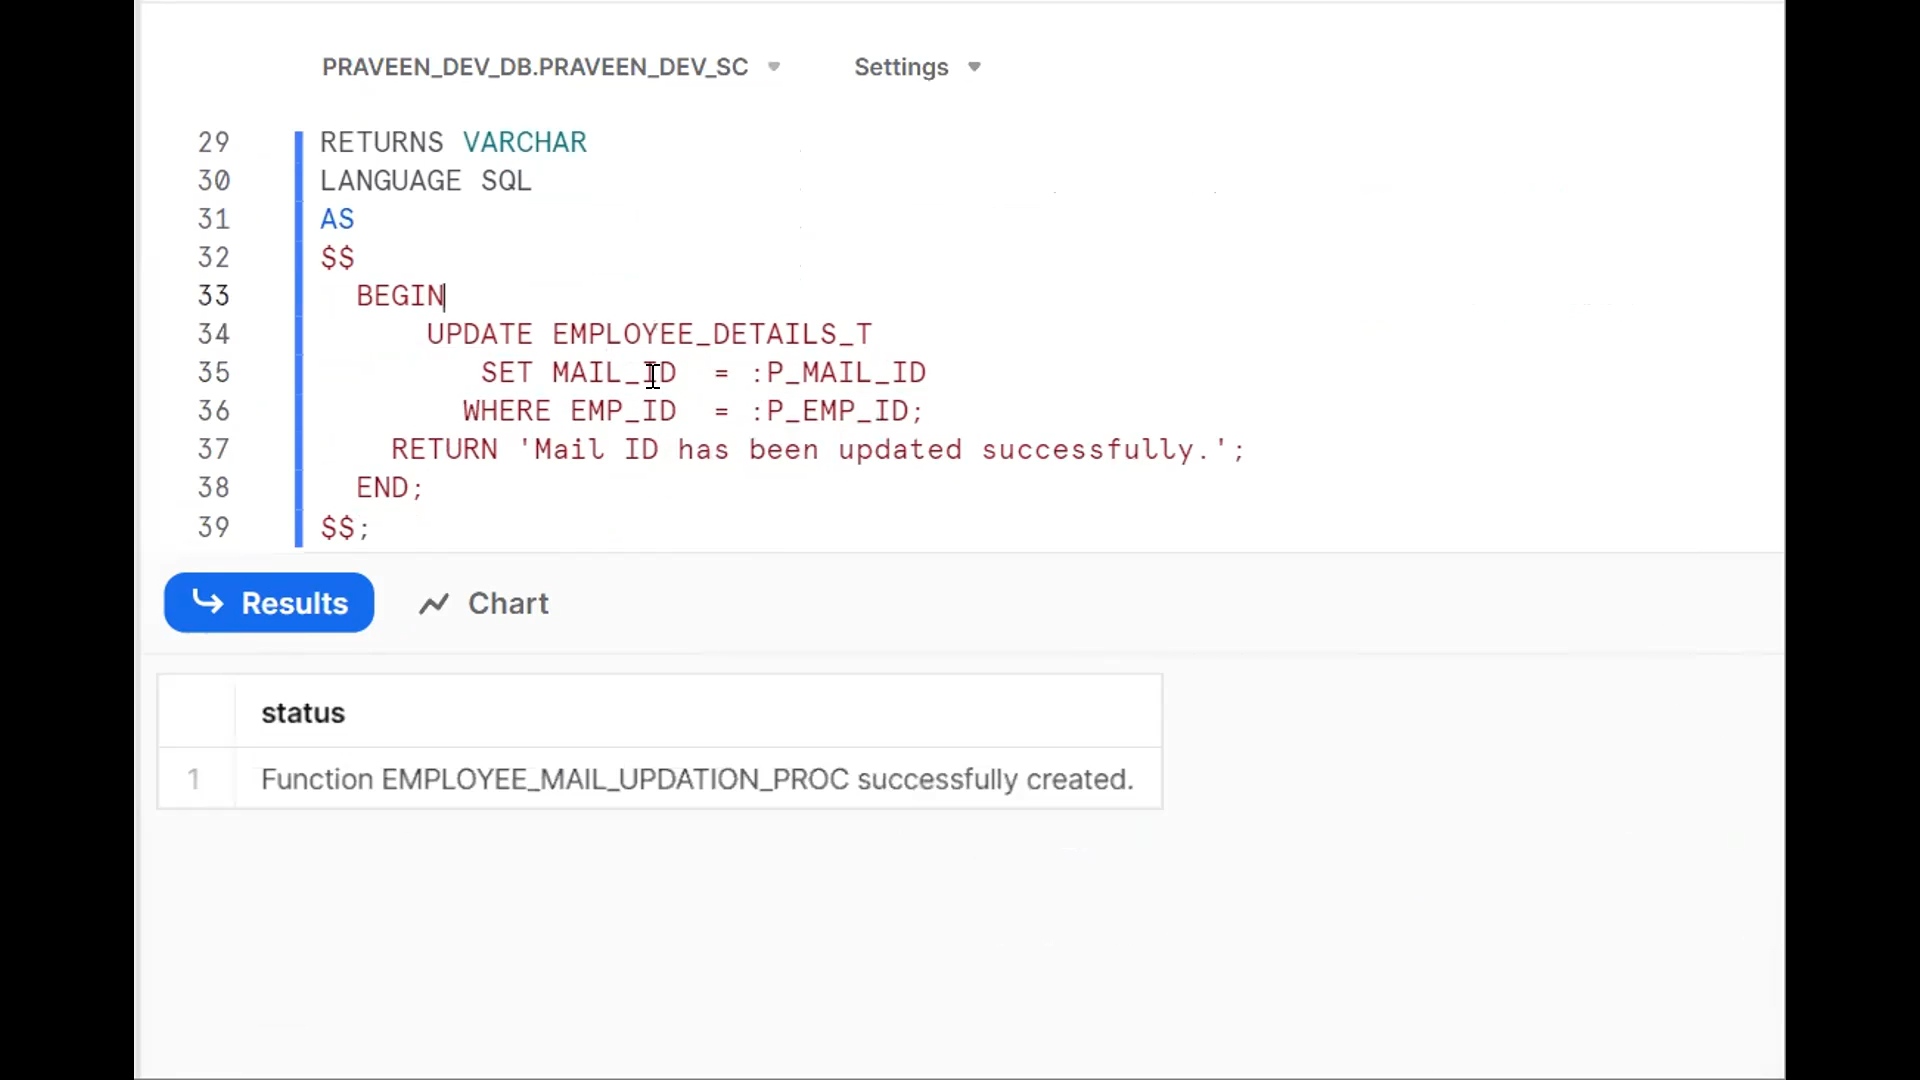 PRAVEEN_DEV_DB.PRAVEEN_DEV_SC Settings
29 RETURNS VARCHAR
30 LANGUAGE SQL
31 AS
32 $$
33 BEGIN
34 UPDATE EMPLOYEE_DETAILS_T
35 SET MAIL_ID = :P_MAIL_ID
36 WHERE EMP_ID = :P_EMP_ID;
37 RETURN 'Mail ID has been updated successfully.';
38 END;
39 $$;
Results Chart
status
1 Function EMPLOYEE_MAIL_UPDATION_PROC successfully created.